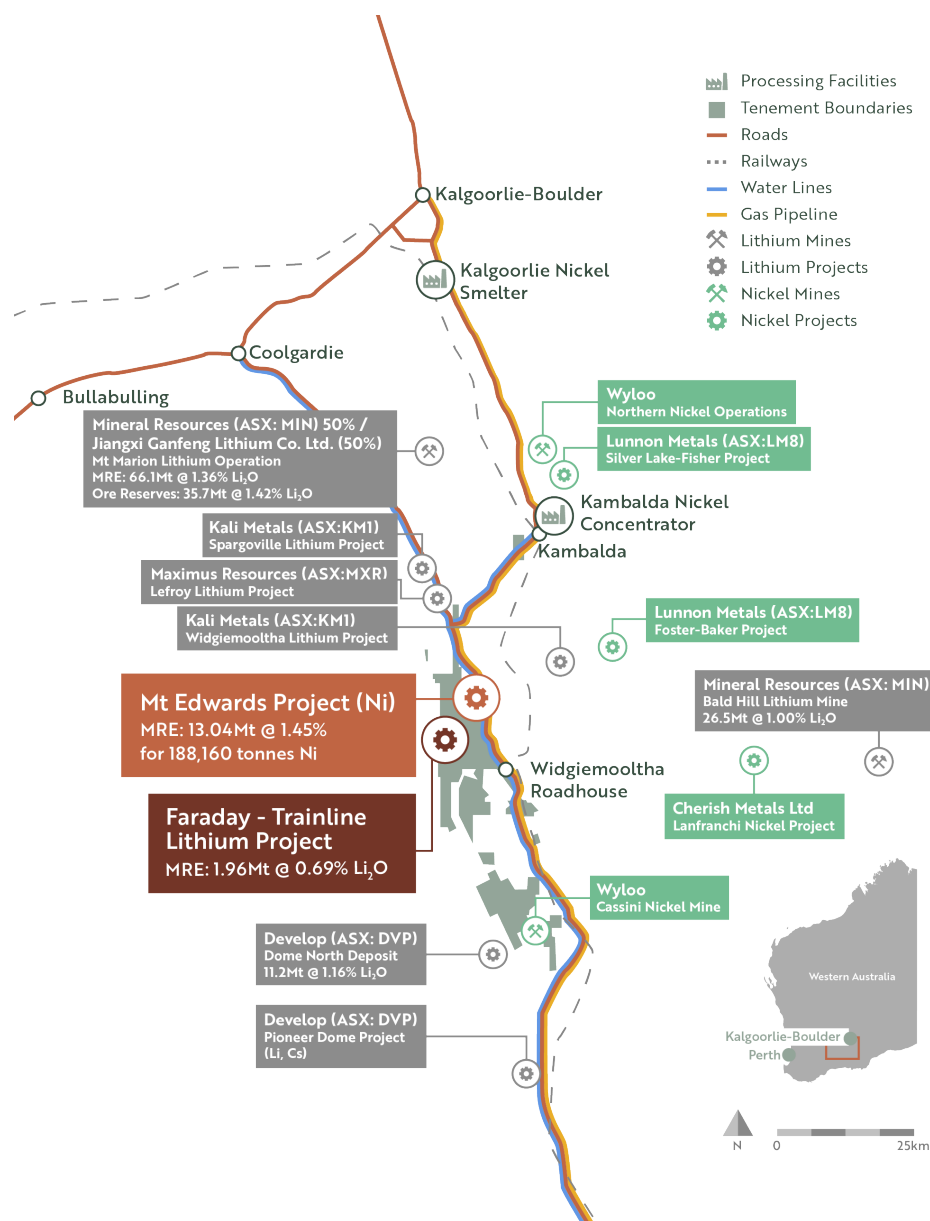 Processing Facilities
Tenement Boundaries
Roads
Railways
Water Lines
Gas Pipeline
Lithium Mines
Lithium Projects
Nickel Mines
Nickel Projects
Kalgoorlie-Boulder
Kalgoorlie Nickel
Smelter
Coolgardie
Bullabulling
Mineral Resources (ASX: MIN) 50% /
Jiangxi Ganfeng Lithium Co. Ltd. (50%)
Mt Marion Lithium Operation
MRE: 66.1Mt @ 1.36% Li₂O
Ore Reserves: 35.7Mt @ 1.42% Li₂O
Wyloo
Northern Nickel Operations
Lunnon Metals (ASX:LM8)
Silver Lake-Fisher Project
Kambalda Nickel
Concentrator
Kambalda
Kali Metals (ASX:KM1)
Spargoville Lithium Project
Maximus Resources (ASX:MXR)
Lefroy Lithium Project
Kali Metals (ASX:KM1)
Widgiemooltha Lithium Project
Lunnon Metals (ASX:LM8)
Foster-Baker Project
Mt Edwards Project (Ni)
MRE: 13.04Mt @ 1.45%
for 188,160 tonnes Ni
Mineral Resources (ASX: MIN)
Bald Hill Lithium Mine
26.5Mt @ 1.00% Li₂O
Widgiemooltha
Roadhouse
Cherish Metals Ltd
Lanfranchi Nickel Project
Faraday - Trainline
Lithium Project
MRE: 1.96Mt @ 0.69% Li₂O
Wyloo
Cassini Nickel Mine
Develop (ASX: DVP)
Dome North Deposit
11.2Mt @ 1.16% Li₂O
Develop (ASX: DVP)
Pioneer Dome Project
(Li, Cs)
Western Australia
Kalgoorlie-Boulder
Perth
N
0
25km